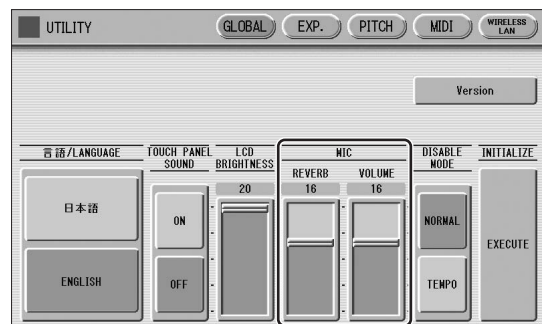 UTILITY
GLOBAL
EXP.
PITCH
MIDI
WIRELESS
LAN
Version
言語/LANGUAGE
TOUCH PANEL
SOUND
LCD
BRIGHTNESS
MIC
DISABLE
MODE
INITIALIZE
REVERB
VOLUME
20
16
16
日本語
ON
NORMAL
EXECUTE
ENGLISH
OFF
TEMPO